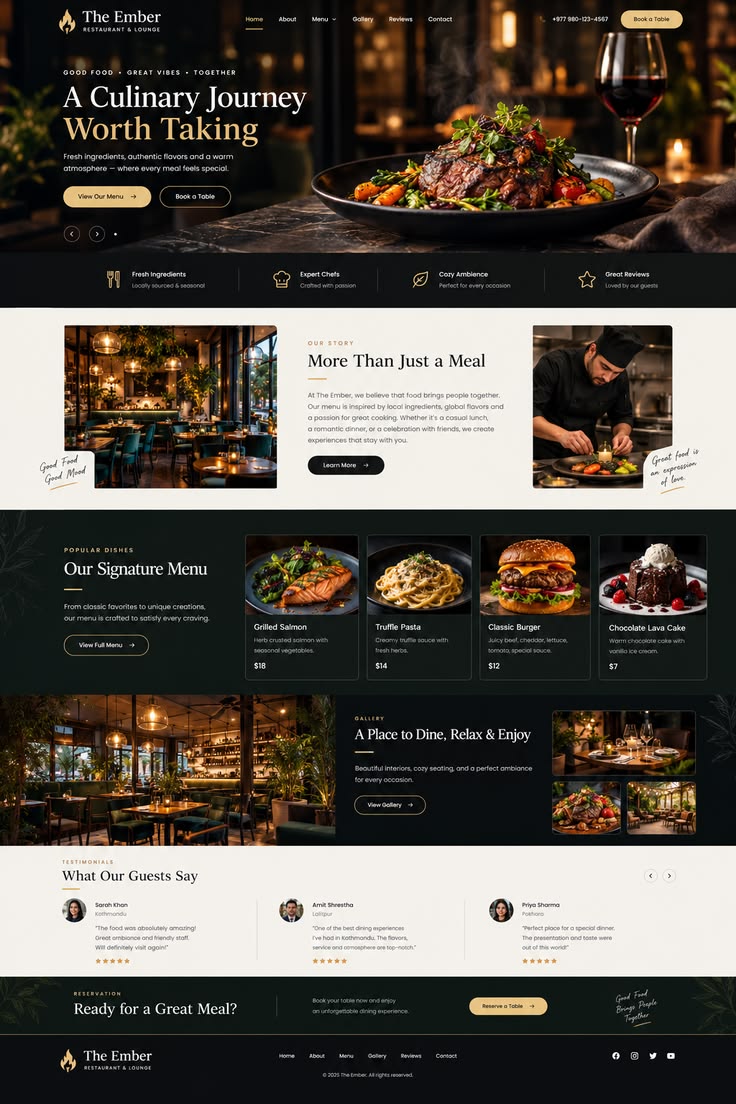 The Ember
RESTAURANT & LOUNGE
Home
About
Menu
Gallery
Reviews
Contact
+977 980-123-4567
Book a Table
GOOD FOOD • GREAT VIBES • TOGETHER
A Culinary Journey
Worth Taking
Fresh ingredients, authentic flavors and a warm
atmosphere — where every meal feels special.
View Our Menu →
Book a Table
Fresh Ingredients
Locally sourced & seasonal
Expert Chefs
Crafted with passion
Cozy Ambience
Perfect for every occasion
Great Reviews
Loved by our guests
Good Food
Good Mood
OUR STORY
More Than Just a Meal
At The Ember, we believe that food brings people together.
Our menu is inspired by local ingredients, global flavors and
a passion for great cooking. Whether it's a casual lunch,
a romantic dinner, or a celebration with friends, we create
experiences that stay with you.
Learn More →
Great food is
an expression
of love.
POPULAR DISHES
Our Signature Menu
From classic favorites to unique creations,
our menu is crafted to satisfy every craving.
View Full Menu →
Grilled Salmon
Herb crusted salmon with
seasonal vegetables.
$18
Truffle Pasta
Creamy truffle sauce with
fresh herbs.
$14
Classic Burger
Juicy beef, cheddar, lettuce,
tomato, special sauce.
$12
Chocolate Lava Cake
Warm chocolate cake with
vanilla ice cream.
$7
GALLERY
A Place to Dine, Relax & Enjoy
Beautiful interiors, cozy seating, and a perfect ambiance
for every occasion.
View Gallery →
TESTIMONIALS
What Our Guests Say
Sarah Khan
Kathmandu
"The food was absolutely amazing!
Great ambiance and friendly staff.
Will definitely visit again!"
Amit Shrestha
Lalitpur
"One of the best dining experiences
I've had in Kathmandu. The flavors,
service and atmosphere are top-notch."
Priya Sharma
Pokhara
"Perfect place for a special dinner.
The presentation and taste were
out of this world!"
RESERVATION
Ready for a Great Meal?
Book your table now and enjoy
an unforgettable dining experience.
Reserve a Table →
Good Food
Brings People
Together
The Ember
RESTAURANT & LOUNGE
Home
About
Menu
Gallery
Reviews
Contact
© 2025 The Ember. All rights reserved.